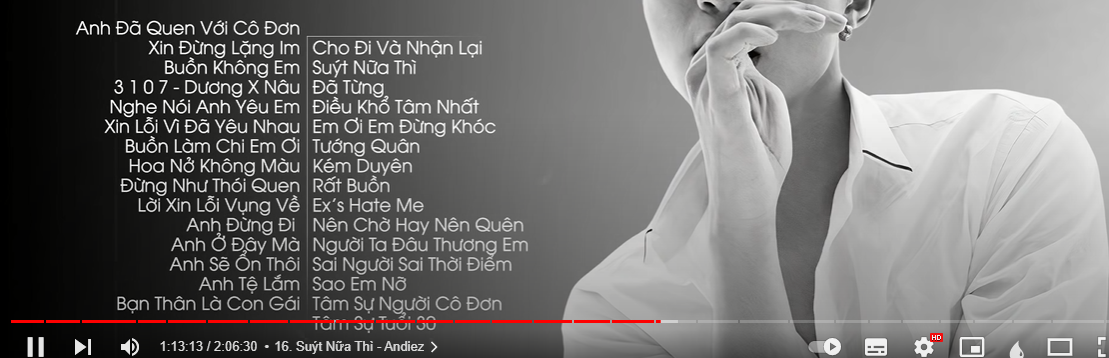 Anh Đã Quen Với Cô Đơn
Xin Đừng Lặng Im
Buồn Không Em
3 1 0 7 - Dương X Nâu
Nghe Nói Anh Yêu Em
Xin Lỗi Vì Đã Yêu Nhau
Buồn Làm Chi Em Ơi
Hoa Nở Không Màu
Đừng Như Thói Quen
Lời Xin Lỗi Vụng Về
Anh Đừng Đi
Anh Ở Đây Mà
Anh Sẽ Ổn Thôi
Anh Tệ Lắm
Bạn Thân Là Con Gái
Cho Đi Và Nhận Lại
Suýt Nữa Thì
Đã Từng
Điều Khổ Tâm Nhất
Em Ơi Em Đừng Khóc
Tướng Quân
Kém Duyên
Rất Buồn
Ex's Hate Me
Nên Chờ Hay Nên Quên
Người Ta Đâu Thương Em
Sai Người Sai Thời Điểm
Sao Em Nỡ
Tâm Sự Người Cô Đơn
Tâm Sự Tuổi 30
1:13:13 / 2:06:30 • 16. Suýt Nữa Thì - Andiez
HD